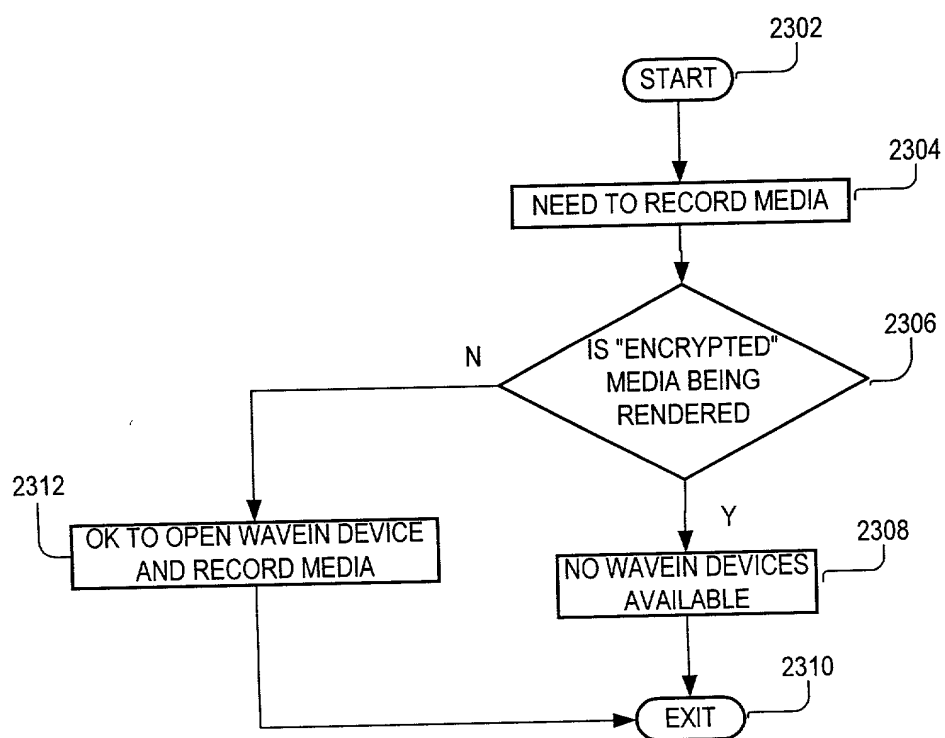 2302
START
2304
NEED TO RECORD MEDIA
2306
IS "ENCRYPTED"
MEDIA BEING
RENDERED
N
2312
OK TO OPEN WAVEIN DEVICE
AND RECORD MEDIA
Y
2308
NO WAVEIN DEVICES
AVAILABLE
2310
EXIT